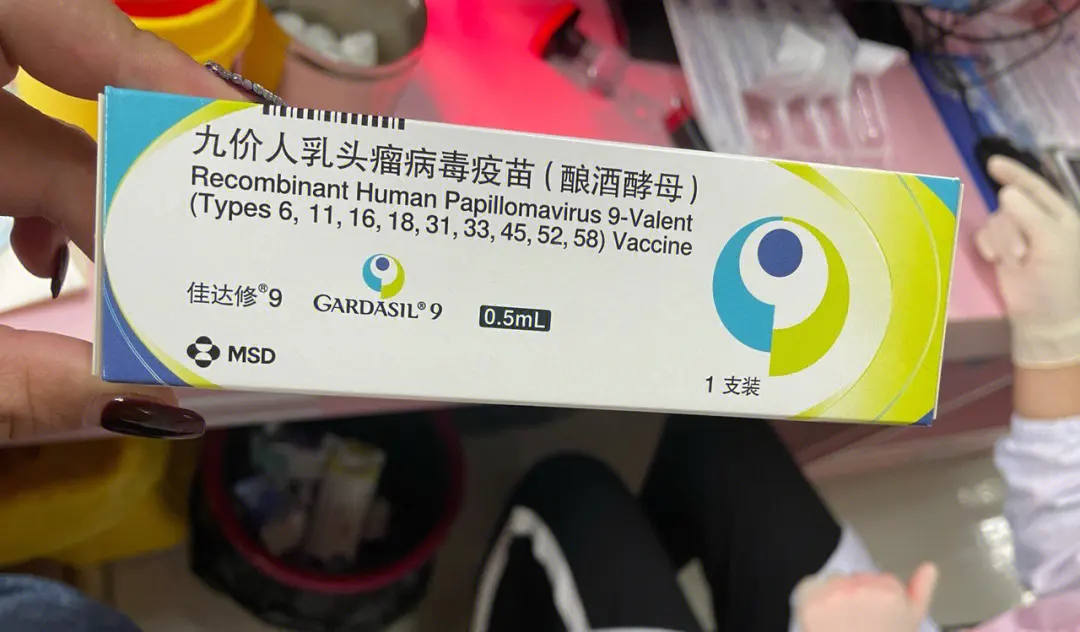 九价人乳头瘤病毒疫苗（酿酒酵母）
Recombinant Human Papillomavirus 9-Valent
(Types 6, 11, 16, 18, 31, 33, 45, 52, 58) Vaccine
佳达修®9
GARDASIL®9
0.5mL
MSD
1 支装